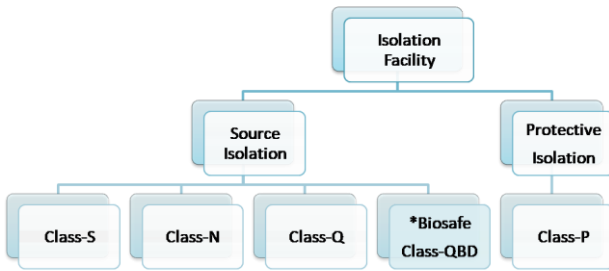 Isolation
Facility
Source
Isolation
Protective
Isolation
Class-S
Class-N
Class-Q
*Biosafe
Class-QBD
Class-P